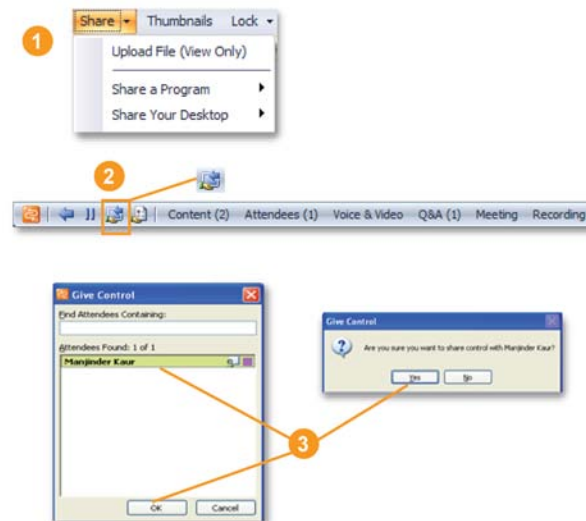 1
Share Thumbnails Lock
Upload File (View Only)
Share a Program
Share Your Desktop
2
Content (2) Attendees (1) Voice & Video Q&A (1) Meeting Recording
Give Control
Find Attendees Containing:
Attendees Found: 1 of 1
Manjinder Kaur
OK Cancel
Give Control
Are you sure you want to share control with Manjinder Kaur?
Yes No
3